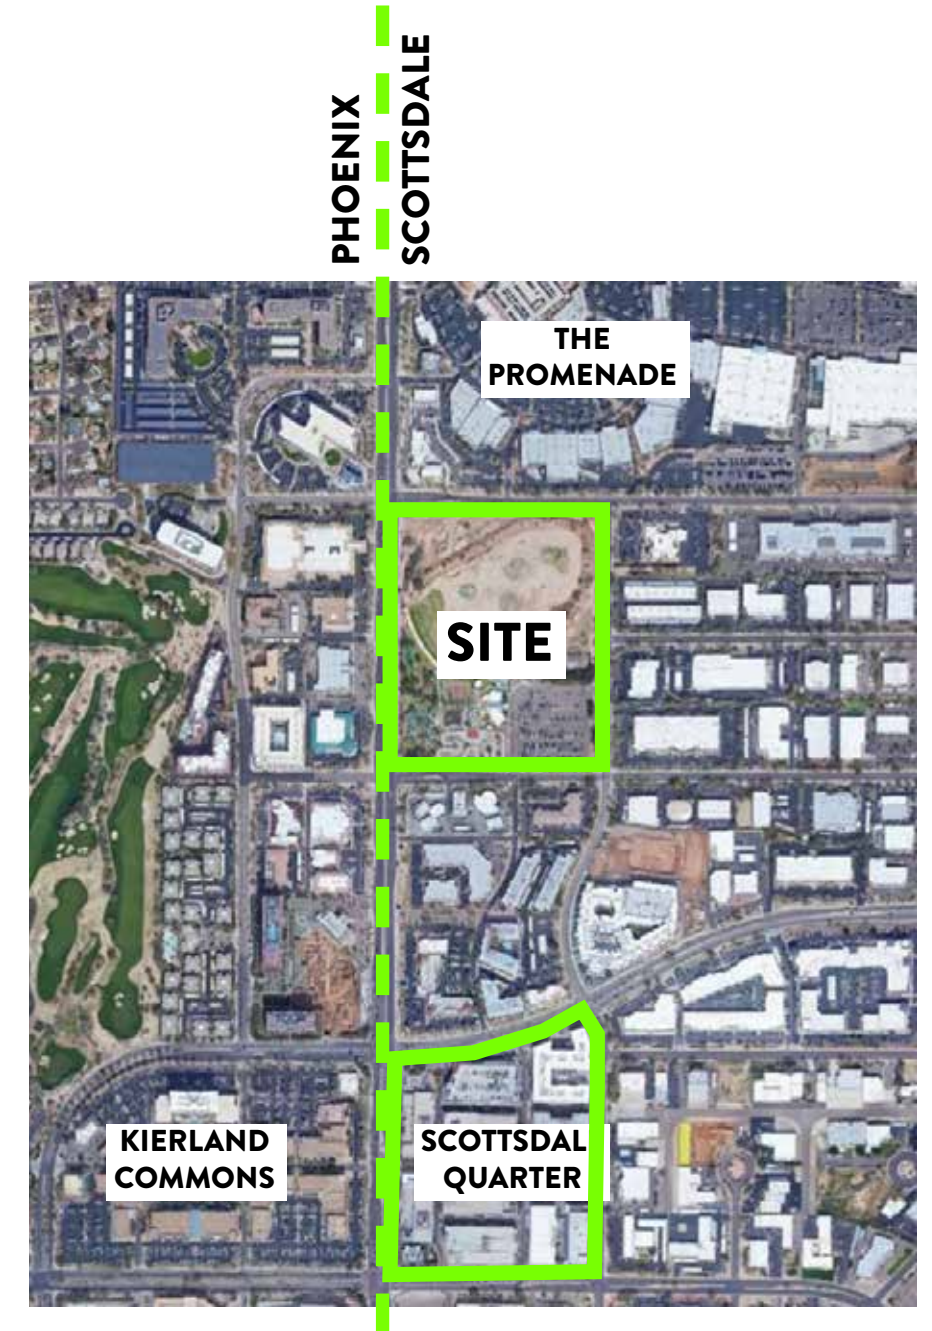 PHOENIX
SCOTTSDALE
THE
PROMENADE
SITE
KIERLAND
COMMONS
SCOTTSDAL
QUARTER